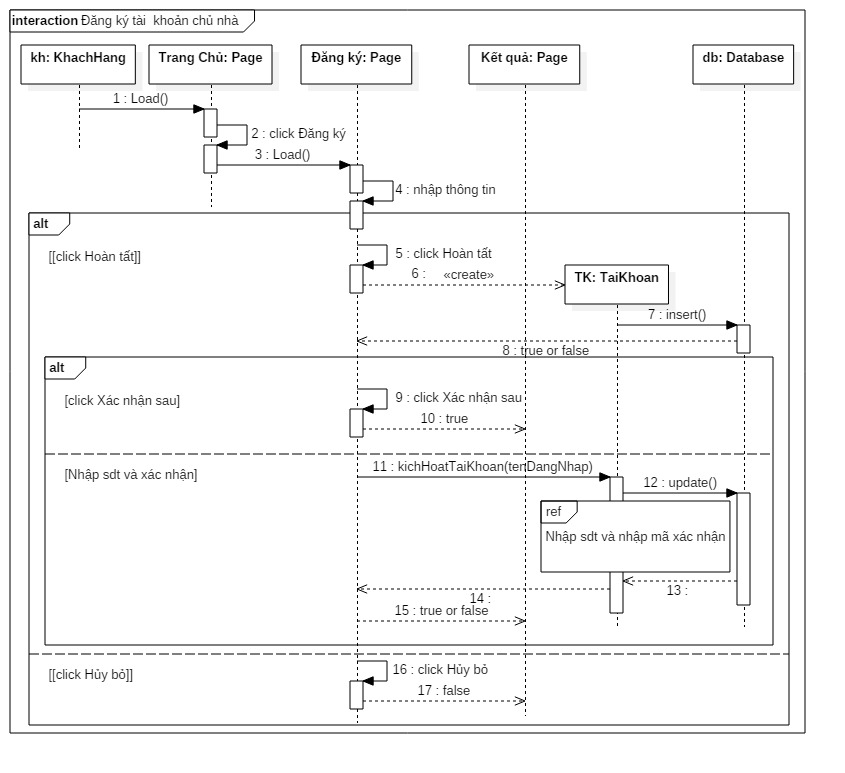 interaction Đăng ký tài khoản chủ nhà
kh: KhachHang
Trang Chủ: Page
Đăng ký: Page
Kết quả: Page
db: Database
1 : Load()
2 : click Đăng ký
3 : Load()
4 : nhập thông tin
alt
[[click Hoàn tất]]
5 : click Hoàn tất
6 : «create»
TK: TaiKhoan
7 : insert()
8 : true or false
alt
[click Xác nhận sau]
9 : click Xác nhận sau
10 : true
[Nhập sdt và xác nhận]
11 : kichHoatTaiKhoan(tenDangNhap)
12 : update()
ref
Nhập sdt và nhập mã xác nhận
13 :
14 :
15 : true or false
[[click Hủy bỏ]]
16 : click Hủy bỏ
17 : false